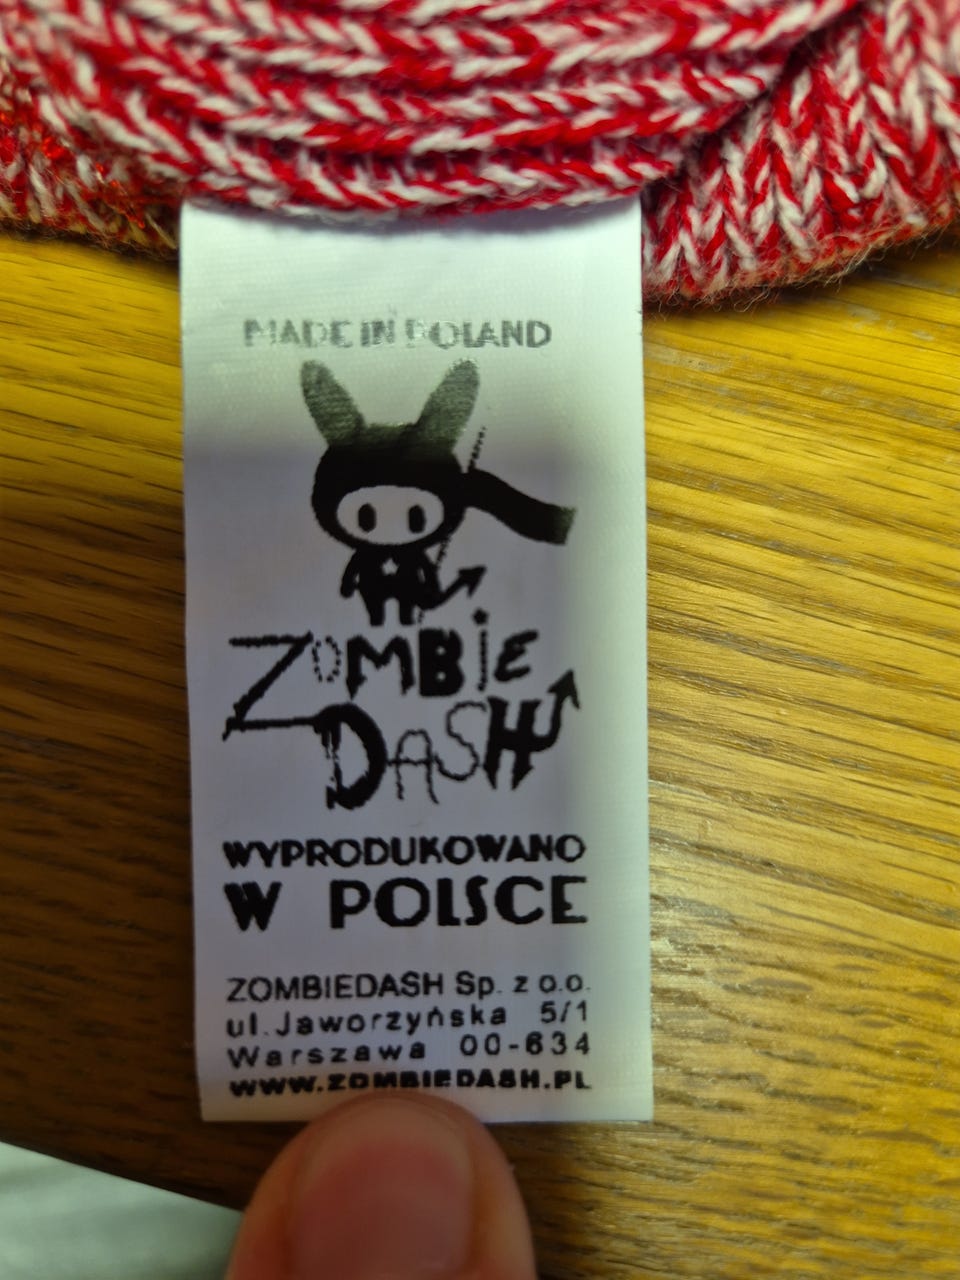 MADE IN POLAND
ZOMBiE
DASH
WYPRODUKOWANO
W POLSCE
ZOMBIEDASH Sp. z o.o.
ul.Jaworzyńska 5/1
Warszawa 00-634
WWW.ZOMBIEDASH.PL